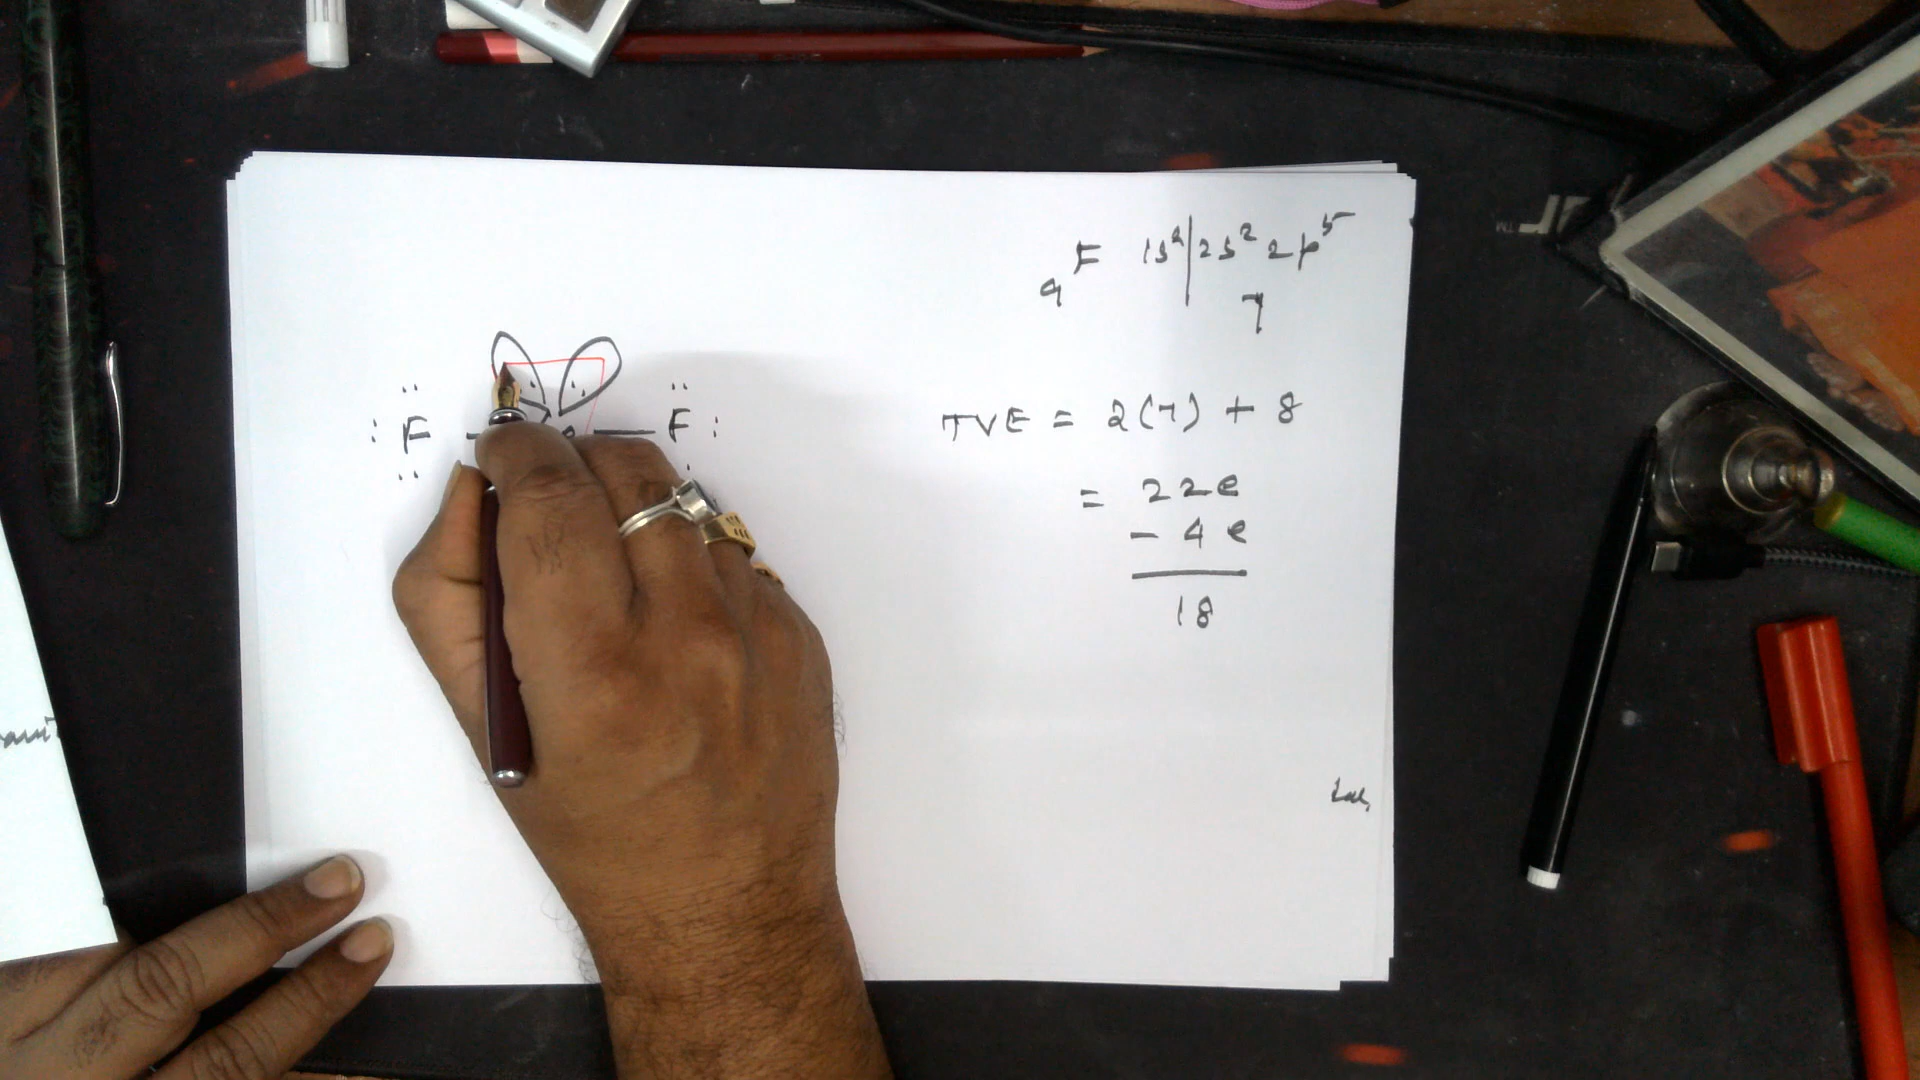 ₉F 1s² | 2s² 2p⁵
7
:F — — F:
TVE = 2(7) + 8
= 22e
- 4e
18